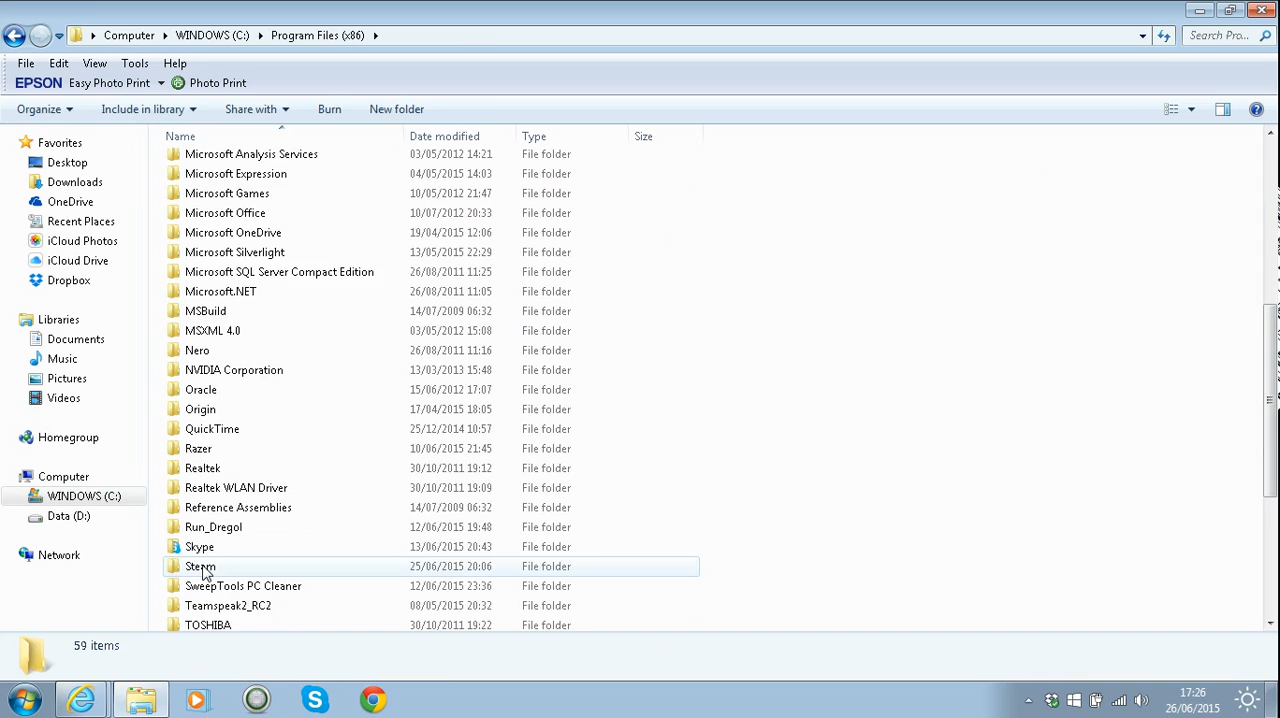 Computer WINDOWS (C:) Program Files (x86) Search Pro...
File Edit View Tools Help
EPSON Easy Photo Print Photo Print
Organize Include in library Share with Burn New folder
Name Date modified Type Size
Favorites
Desktop
Downloads
OneDrive
Recent Places
iCloud Photos
iCloud Drive
Dropbox
Libraries
Documents
Music
Pictures
Videos
Homegroup
Computer
WINDOWS (C:)
Data (D:)
Network
Microsoft Analysis Services 03/05/2012 14:21 File folder
Microsoft Expression 04/05/2015 14:03 File folder
Microsoft Games 10/05/2012 21:47 File folder
Microsoft Office 10/07/2012 20:33 File folder
Microsoft OneDrive 19/04/2015 12:06 File folder
Microsoft Silverlight 13/05/2015 22:29 File folder
Microsoft SQL Server Compact Edition 26/08/2011 11:25 File folder
Microsoft.NET 26/08/2011 11:05 File folder
MSBuild 14/07/2009 06:32 File folder
MSXML 4.0 03/05/2012 15:08 File folder
Nero 26/08/2011 11:16 File folder
NVIDIA Corporation 13/03/2013 15:48 File folder
Oracle 15/06/2012 17:07 File folder
Origin 17/04/2015 18:05 File folder
QuickTime 25/12/2014 10:57 File folder
Razer 10/06/2015 21:45 File folder
Realtek 30/10/2011 19:12 File folder
Realtek WLAN Driver 30/10/2011 19:09 File folder
Reference Assemblies 14/07/2009 06:32 File folder
Run_Dregol 12/06/2015 19:48 File folder
Skype 13/06/2015 20:43 File folder
Steam 25/06/2015 20:06 File folder
SweepTools PC Cleaner 12/06/2015 23:36 File folder
Teamspeak2_RC2 08/05/2015 20:32 File folder
TOSHIBA 30/10/2011 19:22 File folder
59 items
17:26
26/06/2015